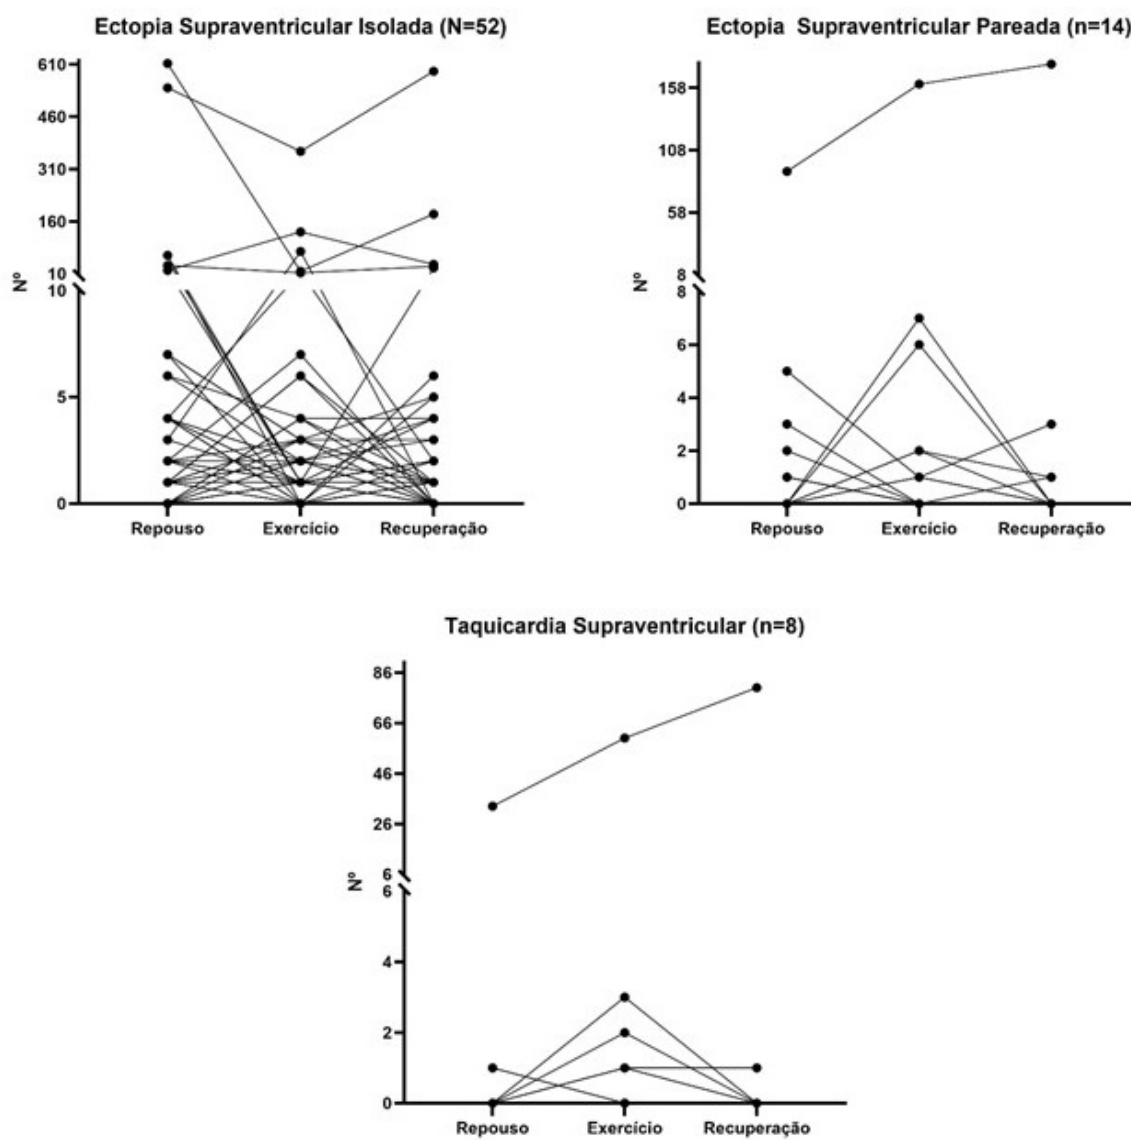 Ectopia Supraventricular Isolada (N=52)
610
460
310
160
10
10
5
0
Nº
Repouso Exercício Recuperação
Ectopia Supraventricular Pareada (n=14)
158
108
58
8
8
6
4
2
0
Nº
Repouso Exercício Recuperação
Taquicardia Supraventricular (n=8)
86
66
46
26
6
6
4
2
0
Nº
Repouso Exercício Recuperação